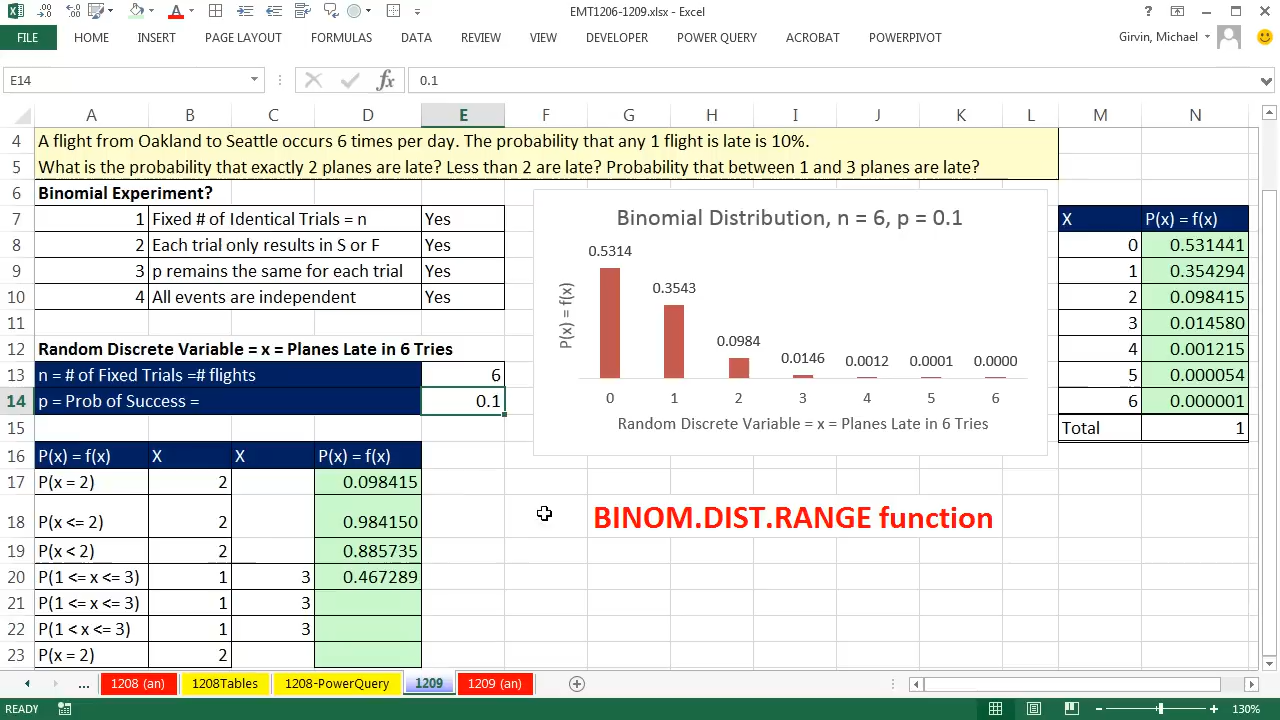 EMT1206-1209.xlsx - Excel
FILE HOME INSERT PAGE LAYOUT FORMULAS DATA REVIEW VIEW DEVELOPER POWER QUERY ACROBAT POWERPIVOT Girvin, Michael
E14 fx 0.1
A B C D E F G H I J K L M N
4 A flight from Oakland to Seattle occurs 6 times per day. The probability that any 1 flight is late is 10%.
5 What is the probability that exactly 2 planes are late? Less than 2 are late? Probability that between 1 and 3 planes are late?
6 Binomial Experiment?
7 1 Fixed # of Identical Trials = n Yes
8 2 Each trial only results in S or F Yes
9 3 p remains the same for each trial Yes
10 4 All events are independent Yes
11
12 Random Discrete Variable = x = Planes Late in 6 Tries
13 n = # of Fixed Trials =# flights 6
14 p = Prob of Success = 0.1
15
16 P(x) = f(x) X X P(x) = f(x)
17 P(x = 2) 2 0.098415
18 P(x <= 2) 2 0.984150
19 P(x < 2) 2 0.885735
20 P(1 <= x <= 3) 1 3 0.467289
21 P(1 <= x <= 3) 1 3
22 P(1 < x <= 3) 1 3
23 P(x = 2) 2
Binomial Distribution, n = 6, p = 0.1
P(x) = f(x)
0.5314 0.3543 0.0984 0.0146 0.0012 0.0001 0.0000
0 1 2 3 4 5 6
Random Discrete Variable = x = Planes Late in 6 Tries
BINOM.DIST.RANGE function
X P(x) = f(x)
0 0.531441
1 0.354294
2 0.098415
3 0.014580
4 0.001215
5 0.000054
6 0.000001
Total 1
... 1208 (an) 1208Tables 1208-PowerQuery 1209 1209 (an)
READY 130%